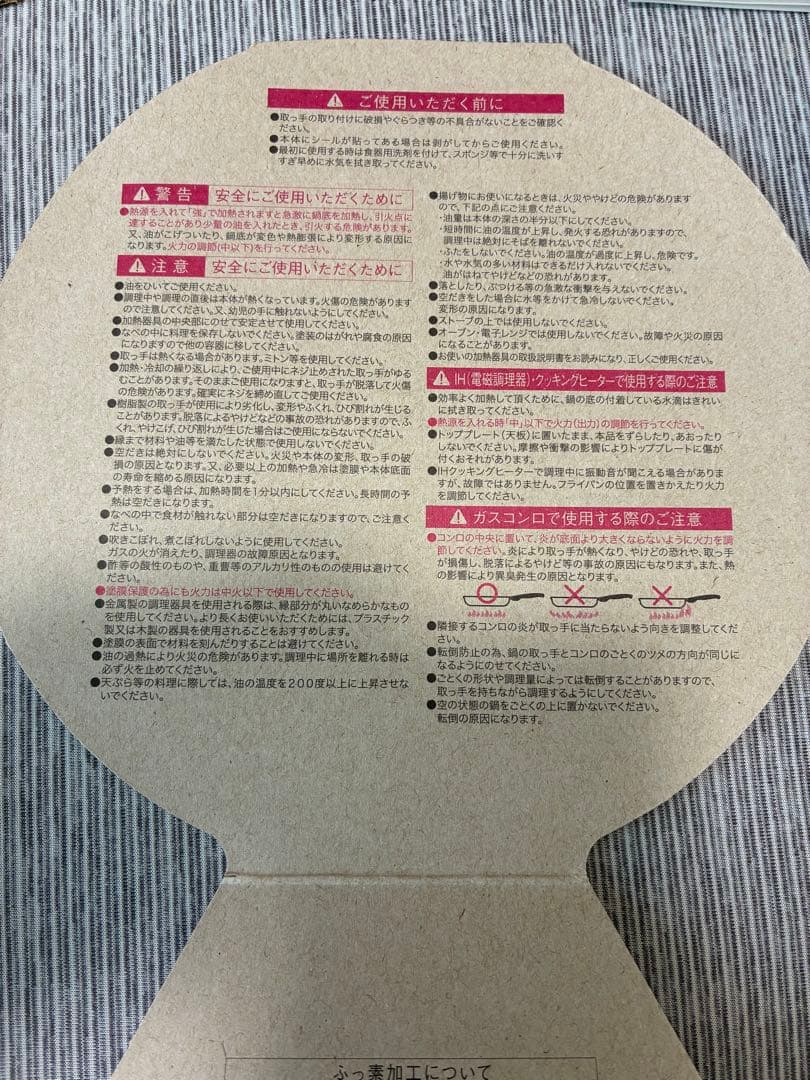 ⚠ ご使用いただく前に
●取っ手の取り付けに破損やぐらつき等の不具合がないことをご確認く
ださい。
●本体にシールが貼ってある場合は剥がしてからご使用ください。
●最初に使用する時は食器用洗剤を付けて、スポンジ等で十分に洗いす
すぎ早めに水気を拭き取ってください。
⚠ 警告 安全にご使用いただくために
●熱源を入れて「強」で加熱されますと急激に鍋底を加熱し、引火点に
達することがあり少量の油を入れたとき、引火する危険があります。
又、油がこげついたり、鍋底が変色や熱膨張により変形する原因に
なります。火力の調節(中以下)を行ってください。
⚠ 注意 安全にご使用いただくために
●油をひいてご使用ください。
●調理中や調理の直後は本体が熱くなっています。火傷の危険があります
ので注意してください。又、幼児の手に触れないようにしてください。
●加熱器具の中央部にのせて安定させて使用してください。
●なべの中に料理を保存しないでください。塗装のはがれや腐食の原因
になりますので他の容器に移してください。
●取っ手は熱くなる場合があります。ミトン等を使用してください。
●加熱・冷却の繰り返しにより、ご使用中にネジ止めされた取っ手がゆる
むことがあります。そのままご使用になりますと、取っ手が脱落して火傷
の危険があります。確実にネジを締め直してご使用ください。
●樹脂製の取っ手が使用により劣化し、変形やふくれ、ひび割れが生じる
ことがあります。脱落によるやけどなどの事故の恐れがありますので、ふ
くれ、やけこげ、ひび割れが生じた場合はご使用にならないでください。
●縁まで材料や油等を満たした状態で使用しないでください。
●空だきは絶対にしないでください。火災や本体の変形、取っ手の破
損の原因となります。又、必要以上の加熱や急冷は塗膜や本体底面
の寿命を縮める原因になります。
●予熱をする場合は、加熱時間を1分以内にしてください。長時間の予
熱は空だきになります。
●なべの中で食材が触れない部分は空だきになりますので、ご注意く
ださい。
●吹きこぼれ、煮こぼれしないように使用してください。
ガスの火が消えたり、調理器の故障原因となります。
●酢等の酸性のものや、重曹等のアルカリ性のものの使用は避けてく
ださい。
●塗膜保護の為にも火力は中火以下で使用してください。
●金属製の調理器具を使用される際は、縁部分が丸いなめらかなもの
を使用してください。より長くお使いいただくためには、プラスチック
製又は木製の器具を使用されることをおすすめします。
●塗膜の表面で材料を刻んだりすることは避けてください。
●油の過熱により火災の危険があります。調理中に場所を離れる時は
必ず火を止めてください。
●天ぷら等の料理に際しては、油の温度を200度以上に上昇させな
いでください。
●揚げ物にお使いになるときは、火災ややけどの危険があります
ので、下記の点にご注意ください。
・油量は本体の深さの半分以下にしてください。
・短時間に油の温度が上昇し、発火する恐れがありますので、
調理中は絶対にそばを離れないでください。
・ふたをしないでください。油の温度が過度に上昇し、危険です。
・水や水気の多い材料はできるだけ入れないでください。
油がはねてやけどなどの恐れがあります。
●落としたり、ぶつける等の急激な衝撃を与えないでください。
●空だきをした場合に水等をかけて急冷しないでください。
変形の原因になります。
●ストーブの上では使用しないでください。
●オーブン・電子レンジでは使用しないでください。故障や火災の原因
になることがあります。
●お使いの加熱器具の取扱説明書をお読みになり、正しくご使用ください。
⚠ IH(電磁調理器)・クッキングヒーターで使用する際のご注意
●効率よく加熱して頂くために、鍋の底の付着している水滴はきれい
に拭き取ってください。
●熱源を入れる時「中」以下で火力(出力)の調節を行ってください。
●トッププレート(天板)に置いたまま、本品をずらしたり、あおったり
しないでください。摩擦や衝撃の影響によりトッププレートに傷が
付くおそれがあります。
●IHクッキングヒーターで調理中に振動音が聞こえる場合がありま
すが、故障ではありません。フライパンの位置を置きかえたり火力
を調節してください。
⚠ ガスコンロで使用する際のご注意
●コンロの中央に置いて、炎が底面より大きくならないように火力を調
節してください。炎により取っ手が熱くなり、やけどの恐れや、取っ手
が損傷し、脱落によるやけど等の事故の原因にもなります。また、熱
の影響により異臭発生の原因となります。
●隣接するコンロの炎が取っ手に当たらないよう向きを調整してくだ
さい。
●転倒防止の為、鍋の取っ手とコンロのごとくのツメの方向が同じに
なるようにのせてください。
●ごとくの形状や調理量によっては転倒することがありますので、
取っ手を持ちながら調理するようにしてください。
●空の状態の鍋をごとくの上に置かないでください。
転倒の原因になります。
ふっ素加工について